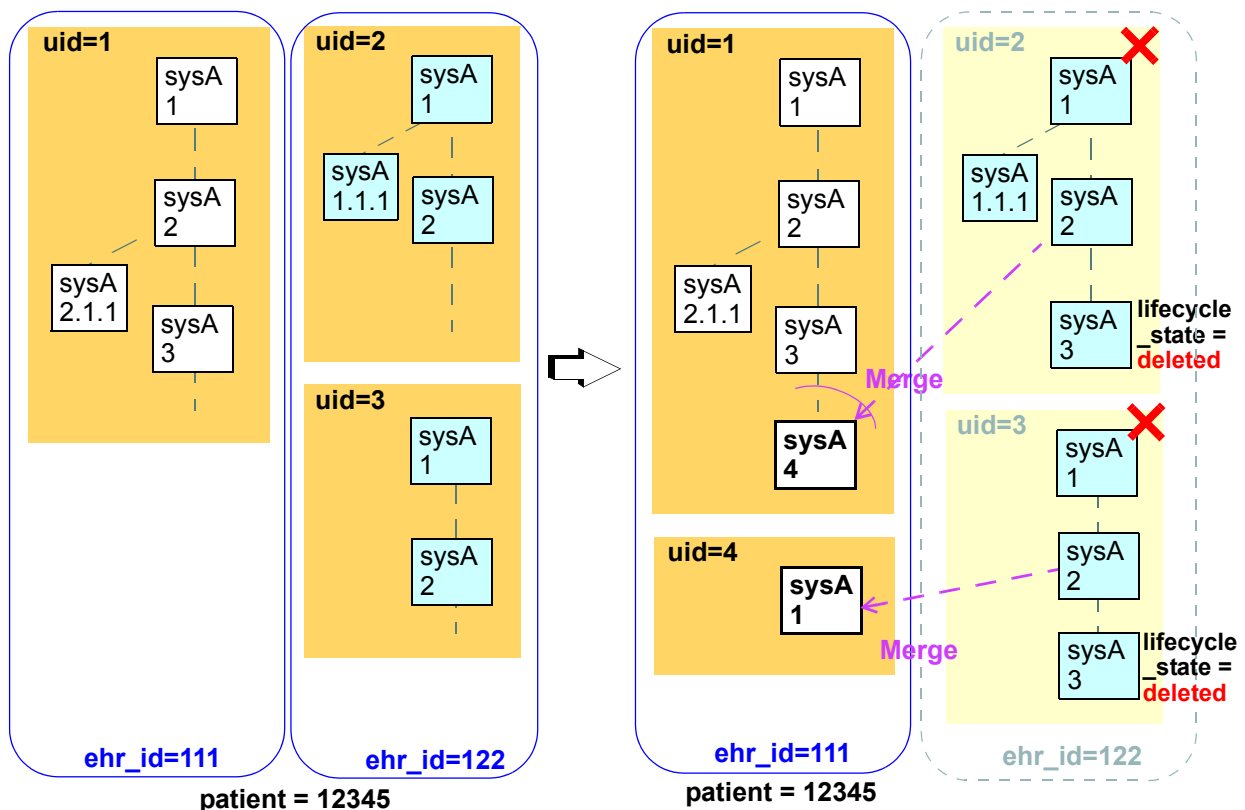 uid=1
sysA
1
sysA
2
sysA
2.1.1
sysA
3
ehr_id=111
uid=2
sysA
1
sysA
1.1.1
sysA
2
uid=3
sysA
1
sysA
2
ehr_id=122
patient = 12345
uid=1
sysA
1
sysA
2
sysA
2.1.1
sysA
3
Merge
sysA
4
uid=4
sysA
1
Merge
ehr_id=111
patient = 12345
uid=2
sysA
1
sysA
1.1.1
sysA
2
sysA
3
lifecycle
_state =
deleted
uid=3
sysA
1
sysA
2
sysA
3
lifecycle
_state =
deleted
ehr_id=122